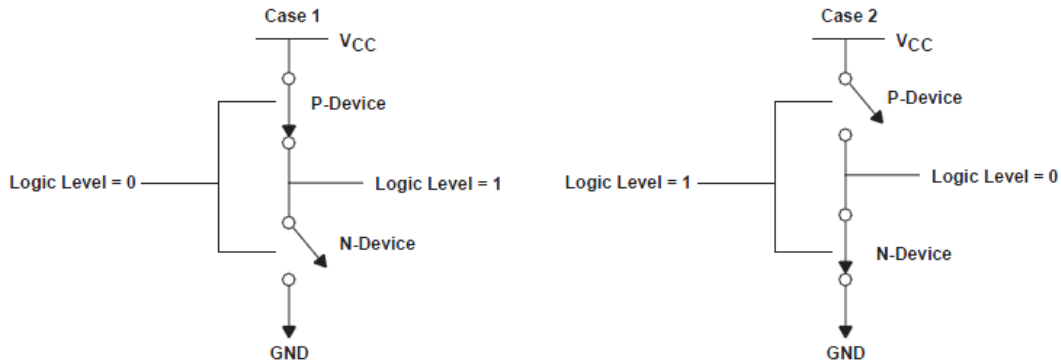 Case 1
VCC
P-Device
Logic Level = 0
Logic Level = 1
N-Device
GND
Case 2
VCC
P-Device
Logic Level = 1
Logic Level = 0
N-Device
GND